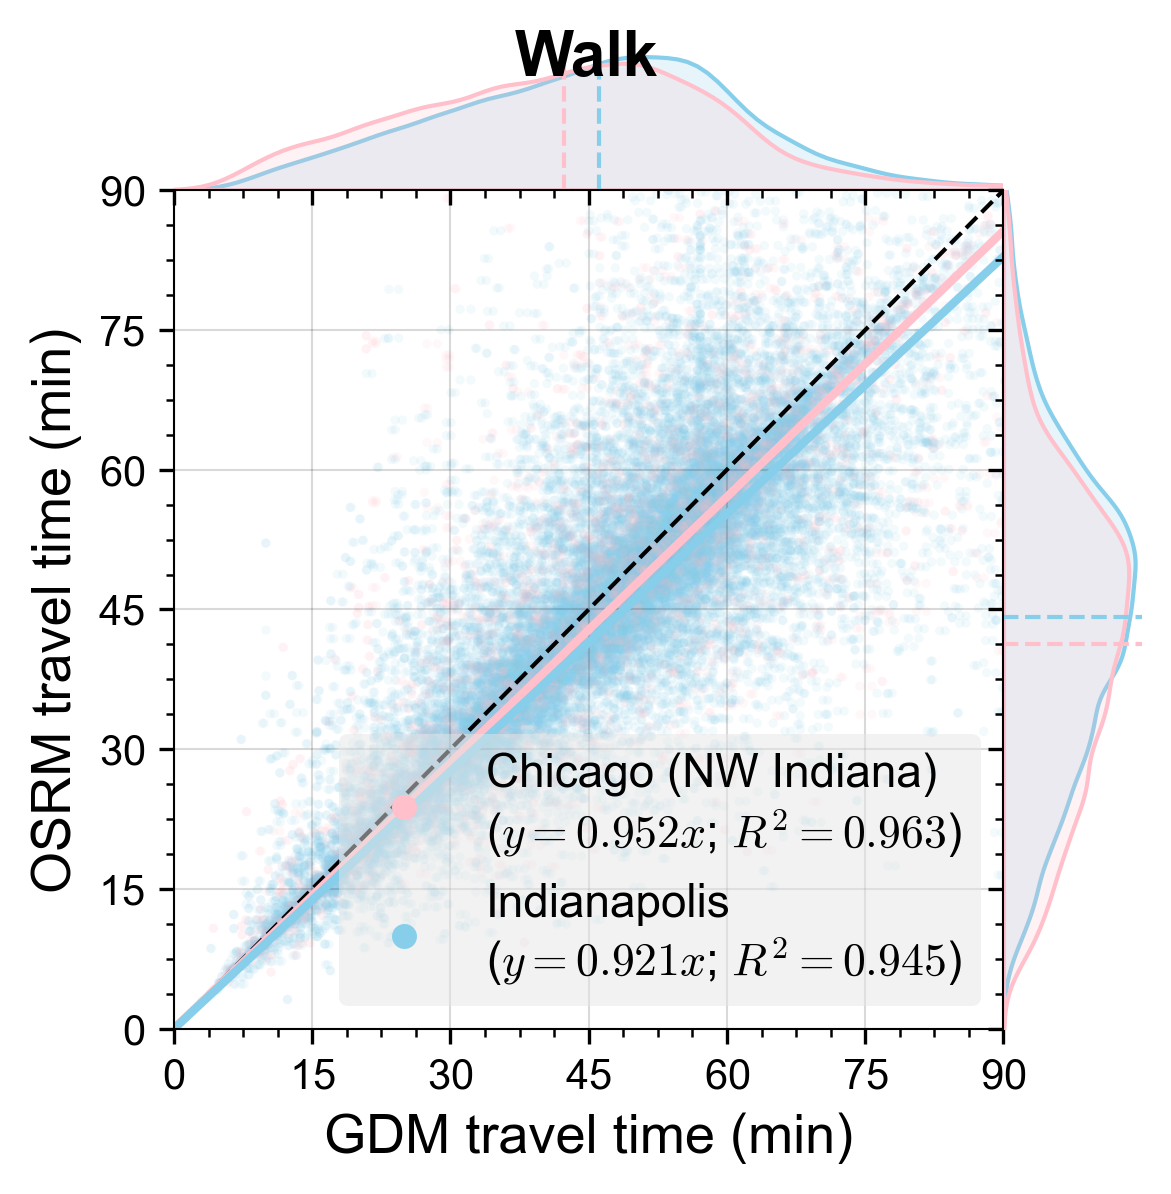 Walk
90
75
60
45
30
15
0
OSRM travel time (min)
Chicago (NW Indiana)
(y = 0.952x; R² = 0.963)
Indianapolis
(y = 0.921x; R² = 0.945)
0 15 30 45 60 75 90
GDM travel time (min)